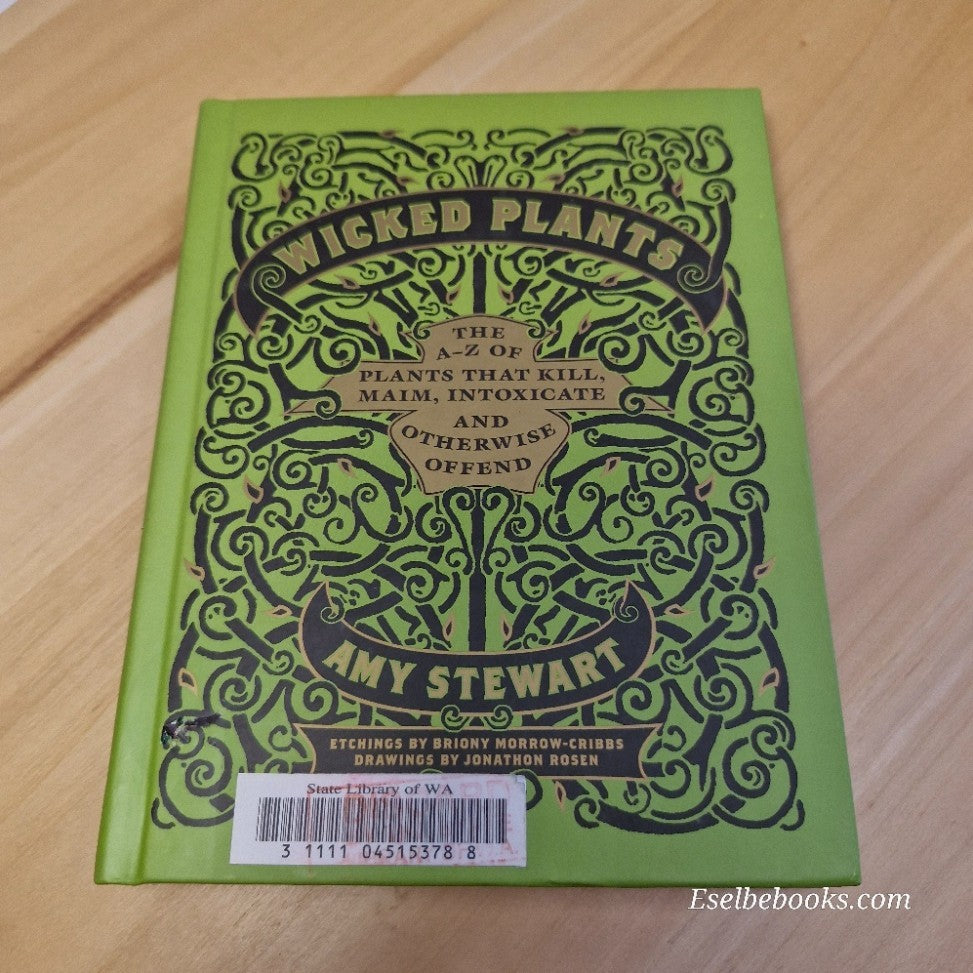 WICKED PLANTS
THE
A-Z OF
PLANTS THAT KILL,
MAIM, INTOXICATE
AND
OTHERWISE
OFFEND
AMY STEWART
ETCHINGS BY BRIONY MORROW-CRIBBS
DRAWINGS BY JONATHON ROSEN
State Library of WA
3 1111 04515378 8
Eselbebooks.com